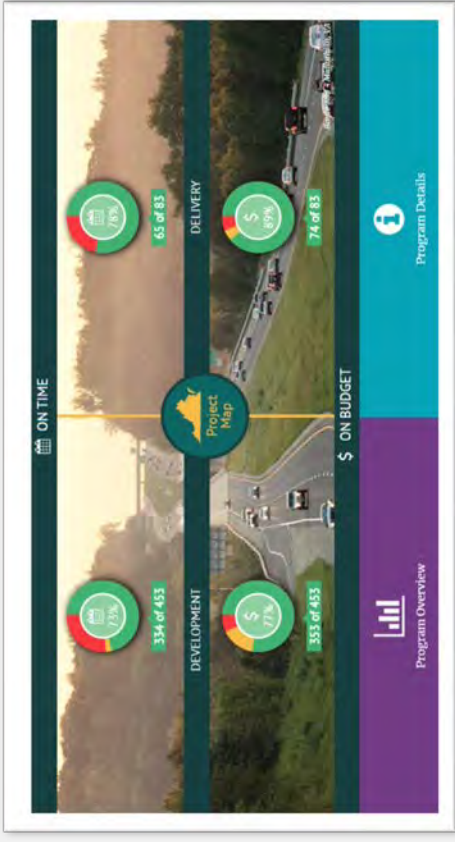 ON TIME
73%
334 of 453
78%
65 of 83
DEVELOPMENT
DELIVERY
Project
Map
$
77%
353 of 453
$
89%
74 of 83
$ ON BUDGET
Program Overview
i
Program Details